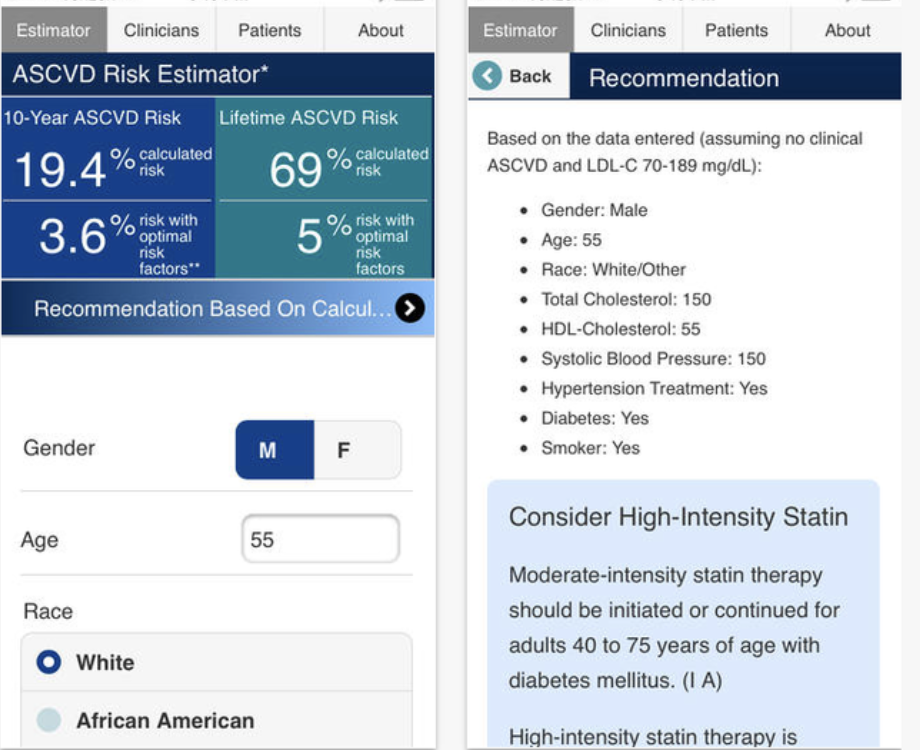 Estimator Clinicians Patients About
ASCVD Risk Estimator*
10-Year ASCVD Risk
19.4% calculated
risk
3.6% risk with
optimal
risk
factors**
Lifetime ASCVD Risk
69% calculated
risk
5% risk with
optimal
risk
factors
Recommendation Based On Calcul...
Gender M F
Age 55
Race
White
African American
Estimator Clinicians Patients About
Back Recommendation
Based on the data entered (assuming no clinical
ASCVD and LDL-C 70-189 mg/dL):
• Gender: Male
• Age: 55
• Race: White/Other
• Total Cholesterol: 150
• HDL-Cholesterol: 55
• Systolic Blood Pressure: 150
• Hypertension Treatment: Yes
• Diabetes: Yes
• Smoker: Yes
Consider High-Intensity Statin
Moderate-intensity statin therapy
should be initiated or continued for
adults 40 to 75 years of age with
diabetes mellitus. (I A)
High-intensity statin therapy is